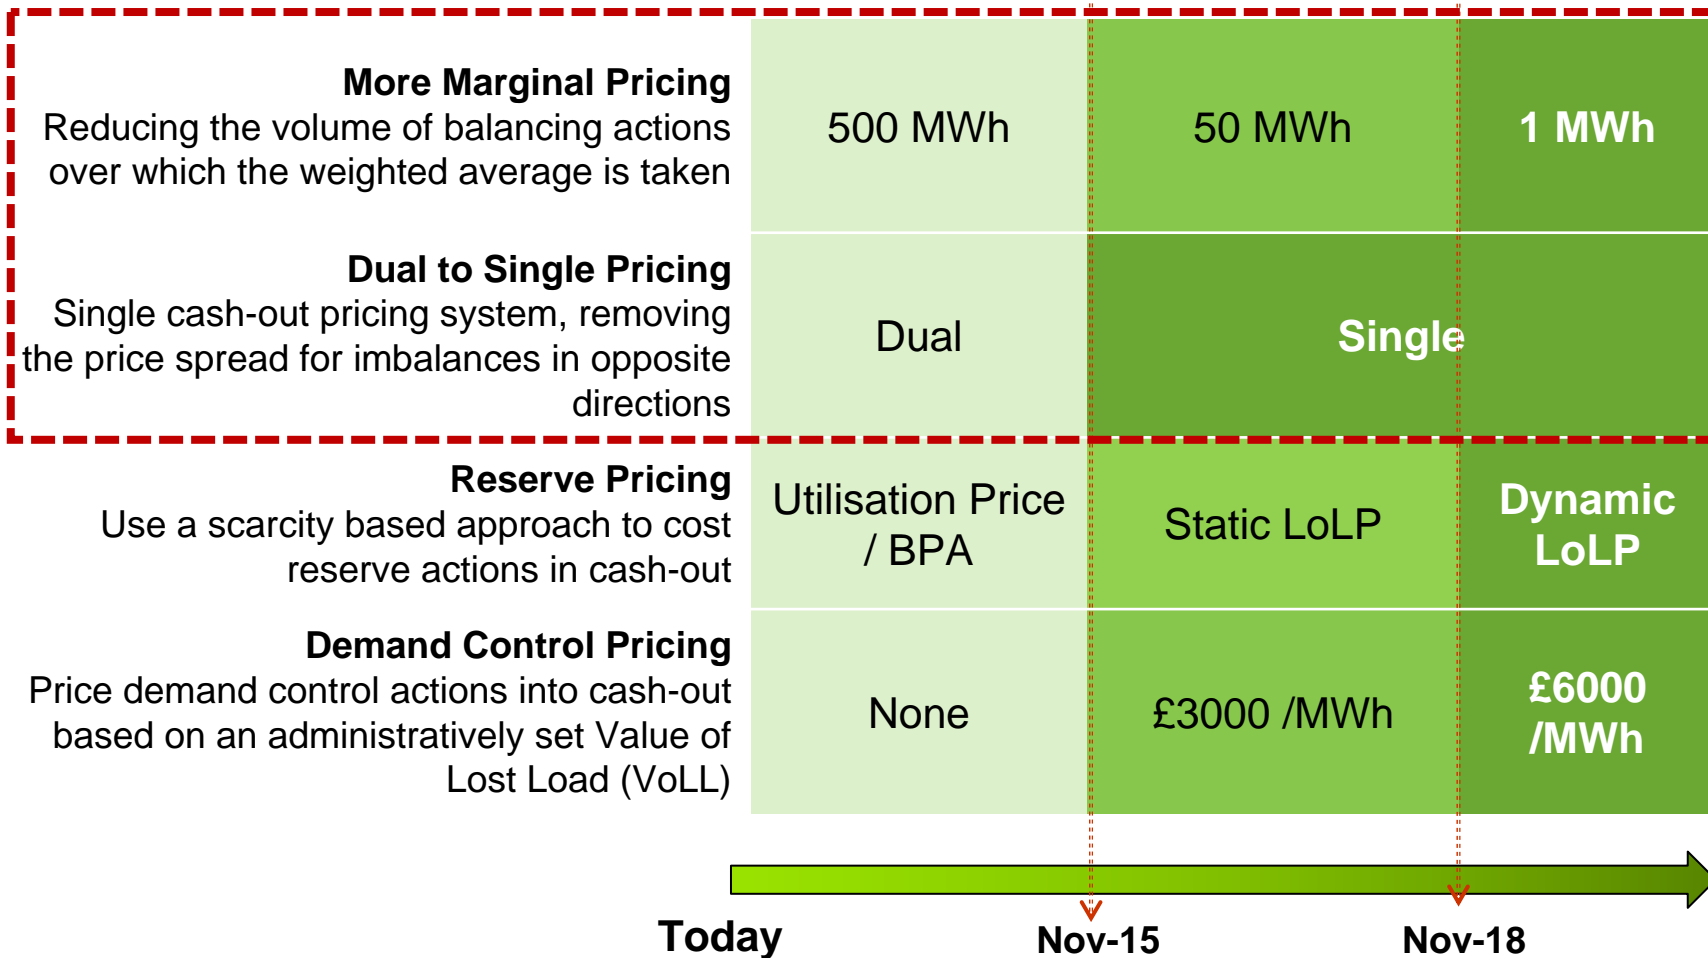 More Marginal Pricing
Reducing the volume of balancing actions
over which the weighted average is taken
500 MWh
50 MWh
1 MWh
Dual to Single Pricing
Single cash-out pricing system, removing
the price spread for imbalances in opposite
directions
Dual
Single
Reserve Pricing
Use a scarcity based approach to cost
reserve actions in cash-out
Utilisation Price
/ BPA
Static LoLP
Dynamic
LoLP
Demand Control Pricing
Price demand control actions into cash-out
based on an administratively set Value of
Lost Load (VoLL)
None
£3000 /MWh
£6000
/MWh
Today
Nov-15
Nov-18